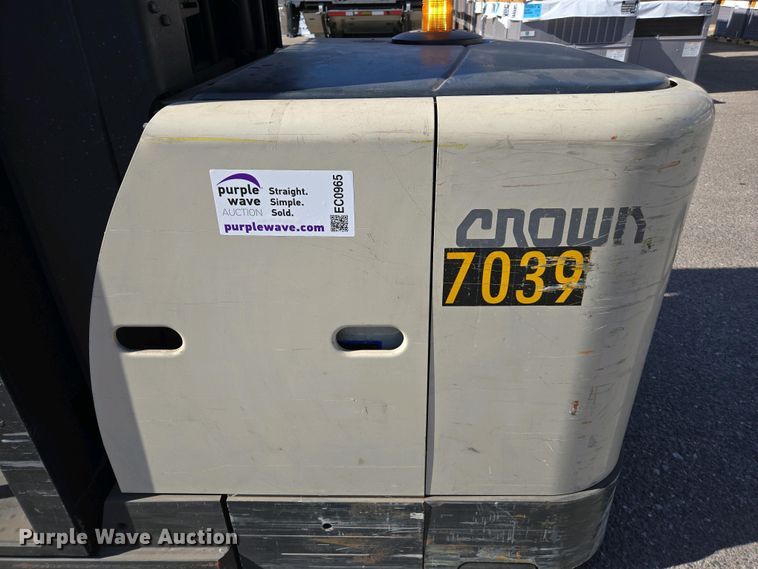 purple
wave
AUCTION
Straight.
Simple.
Sold.
EC0965
purplewave.com
CROWN
7039
Purple Wave Auction